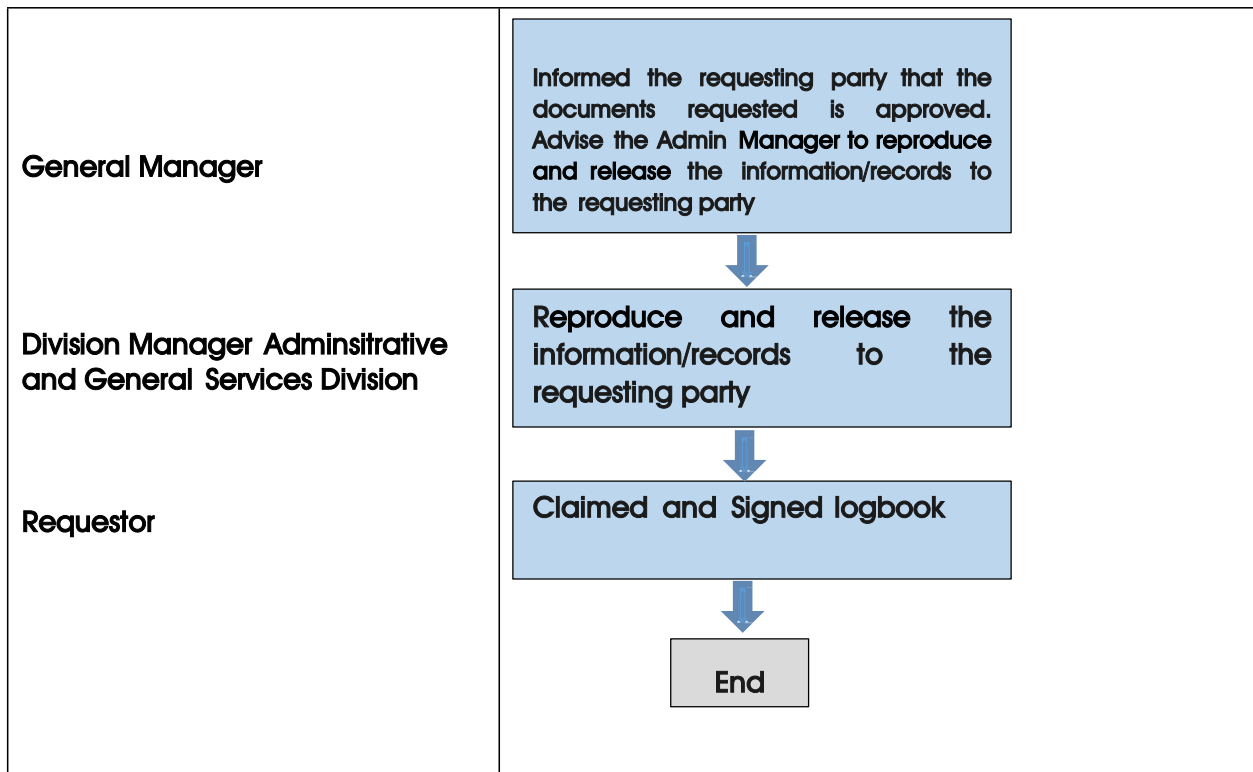 General Manager
Informed the requesting party that the
documents requested is approved.
Advise the Admin Manager to reproduce
and release the information/records to
the requesting party
Division Manager Adminsitrative
and General Services Division
Reproduce and release the
information/records to the
requesting party
Requestor
Claimed and Signed logbook
End